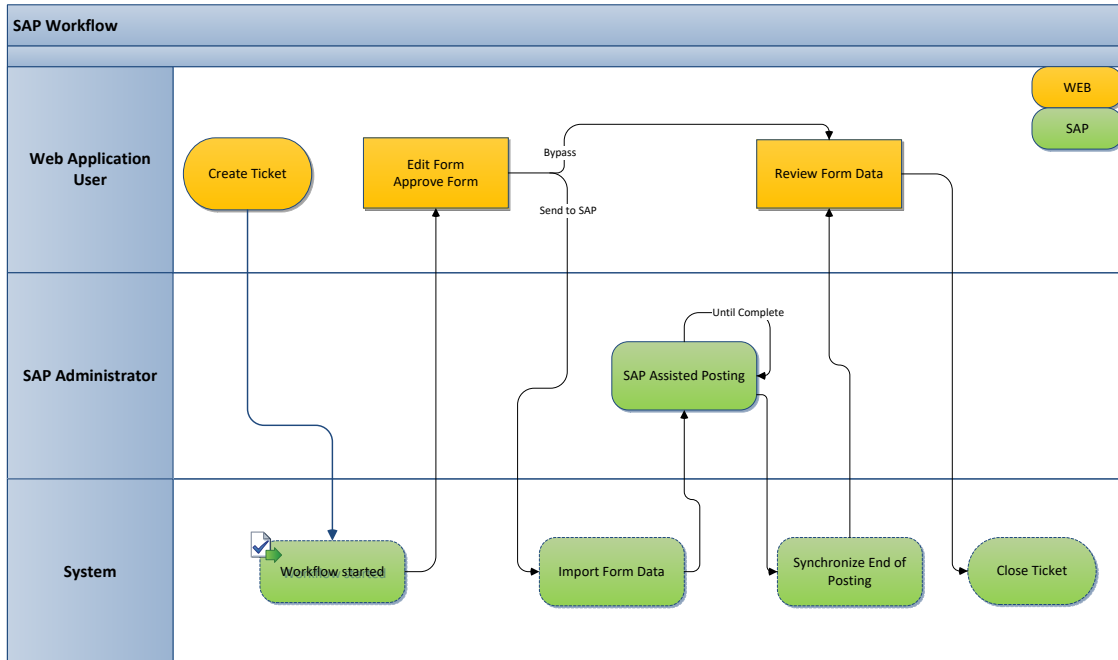 SAP Workflow
WEB
SAP
Web Application
User
Create Ticket
Edit Form
Approve Form
Bypass
Send to SAP
Review Form Data
SAP Administrator
Until Complete
SAP Assisted Posting
System
Workflow started
Import Form Data
Synchronize End of
Posting
Close Ticket